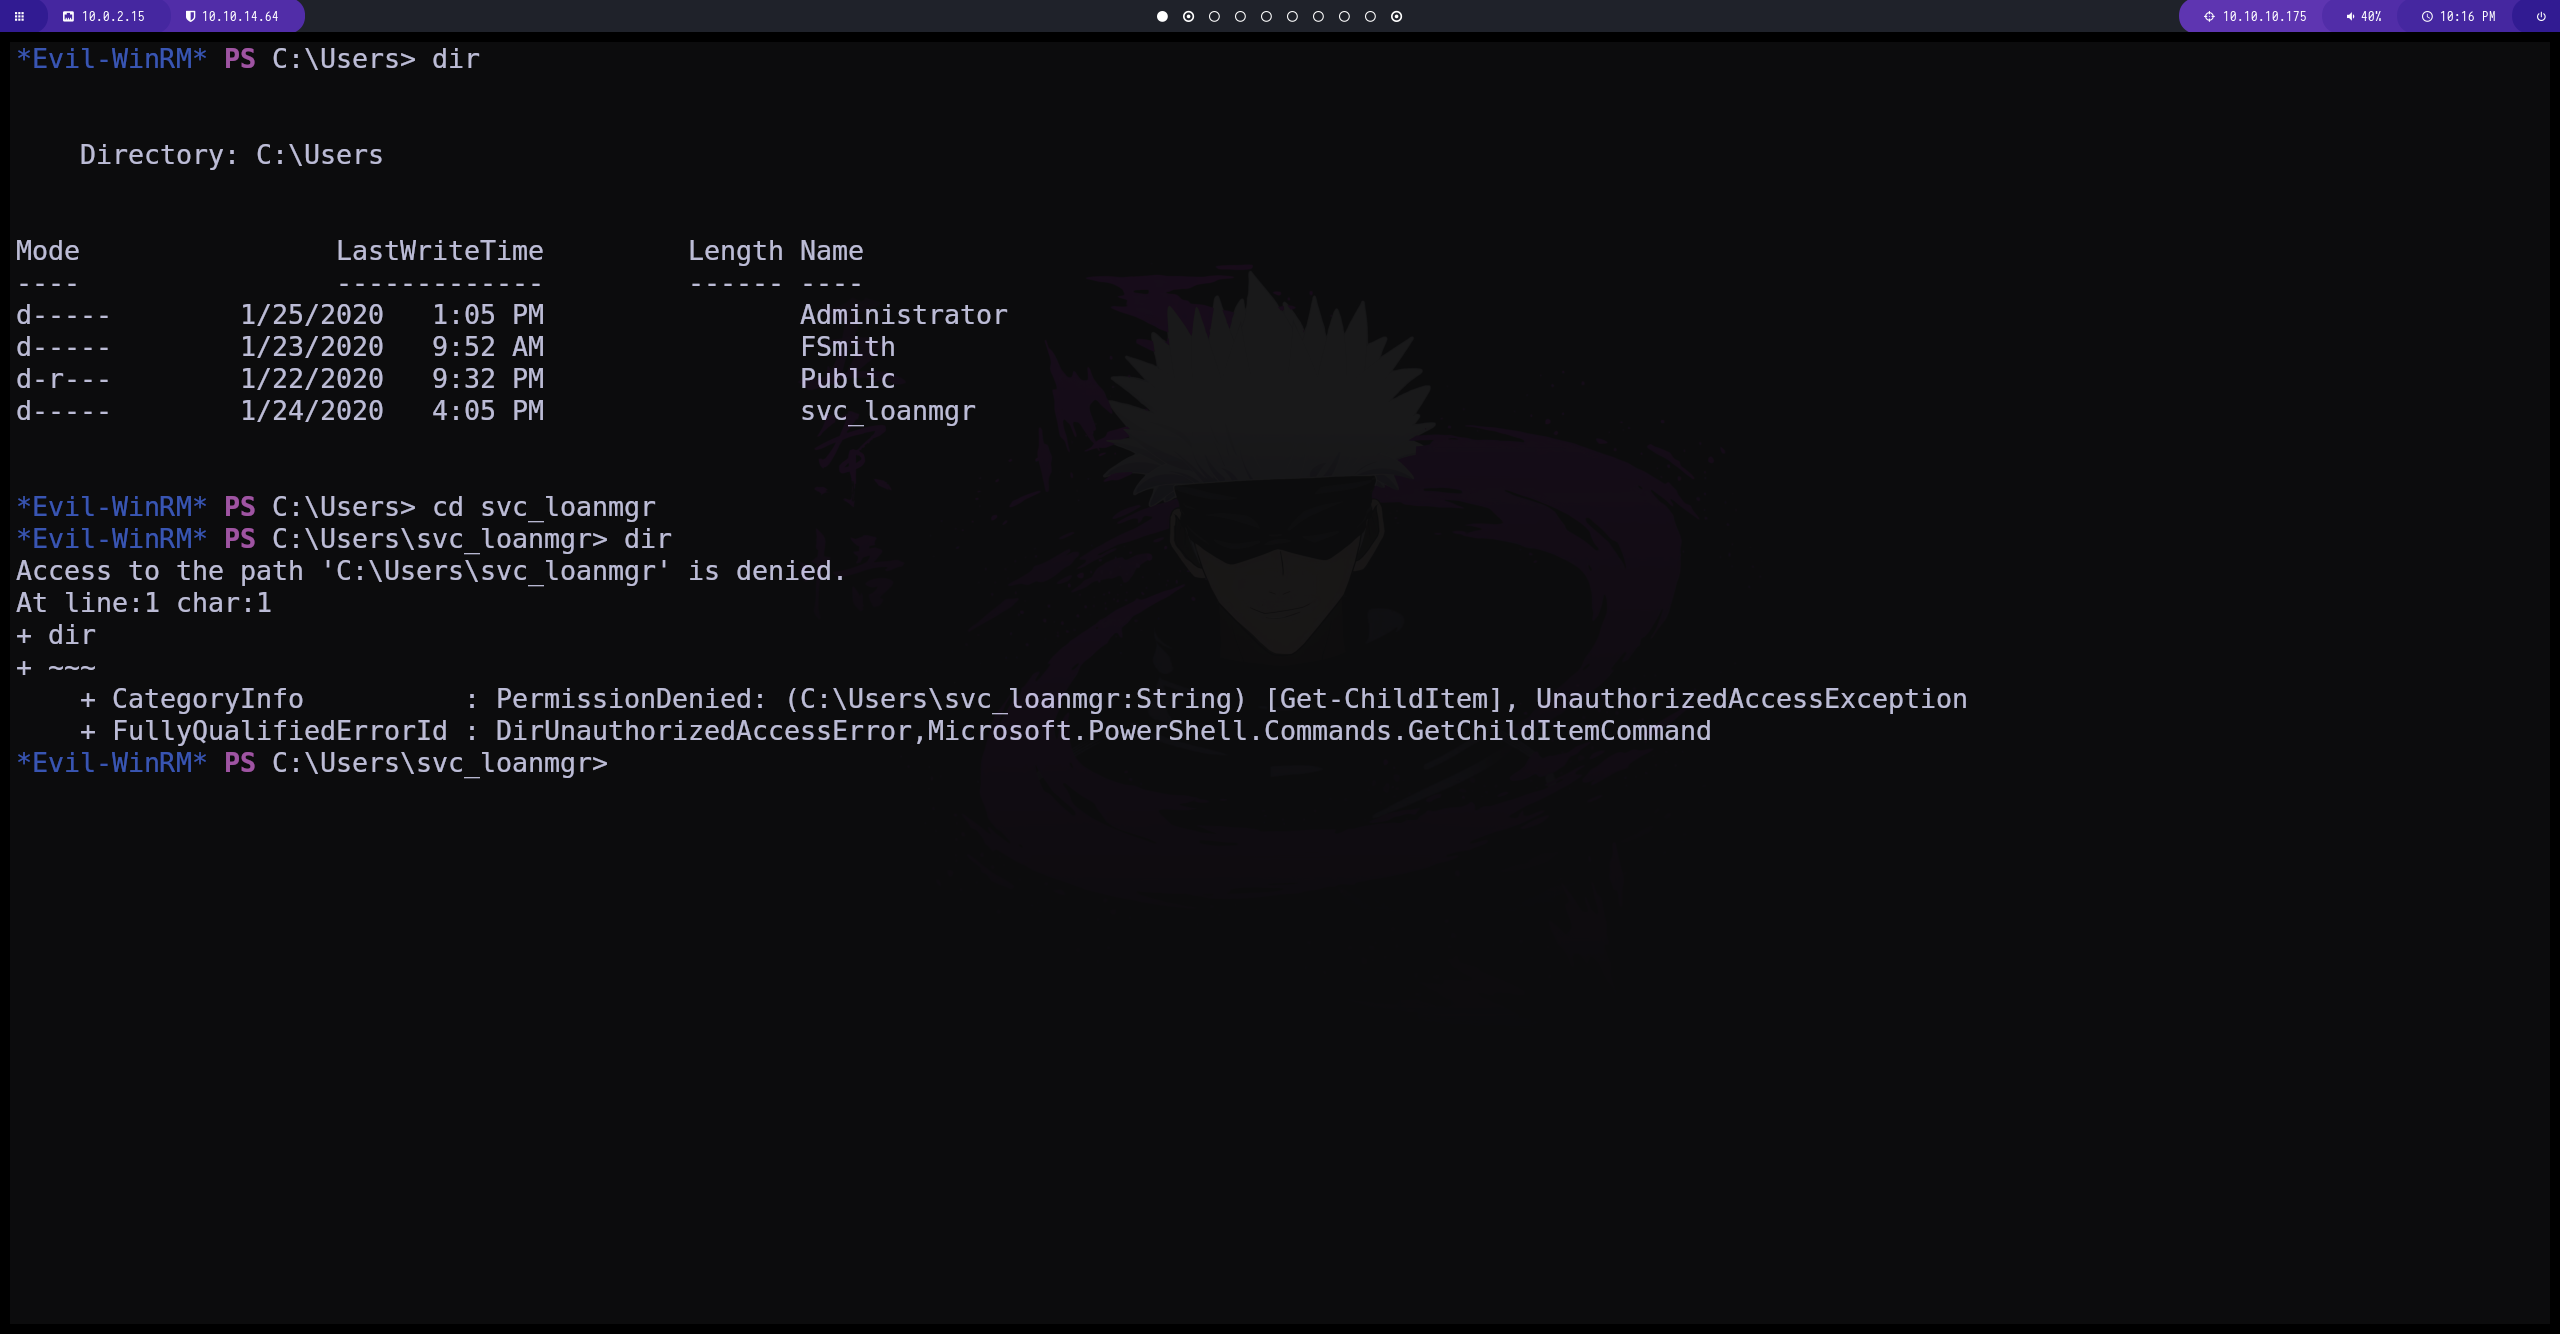 10.0.2.15 10.10.14.64 10.10.10.175 40% 10:16 PM
*Evil-WinRM* PS C:\Users> dir
Directory: C:\Users
Mode                LastWriteTime         Length Name
----                -------------         ------ ----
d-----        1/25/2020   1:05 PM                Administrator
d-----        1/23/2020   9:52 AM                FSmith
d-r---        1/22/2020   9:32 PM                Public
d-----        1/24/2020   4:05 PM                svc_loanmgr
*Evil-WinRM* PS C:\Users> cd svc_loanmgr
*Evil-WinRM* PS C:\Users\svc_loanmgr> dir
Access to the path 'C:\Users\svc_loanmgr' is denied.
At line:1 char:1
+ dir
+ ~~~
    + CategoryInfo          : PermissionDenied: (C:\Users\svc_loanmgr:String) [Get-ChildItem], UnauthorizedAccessException
    + FullyQualifiedErrorId : DirUnauthorizedAccessError,Microsoft.PowerShell.Commands.GetChildItemCommand
*Evil-WinRM* PS C:\Users\svc_loanmgr>